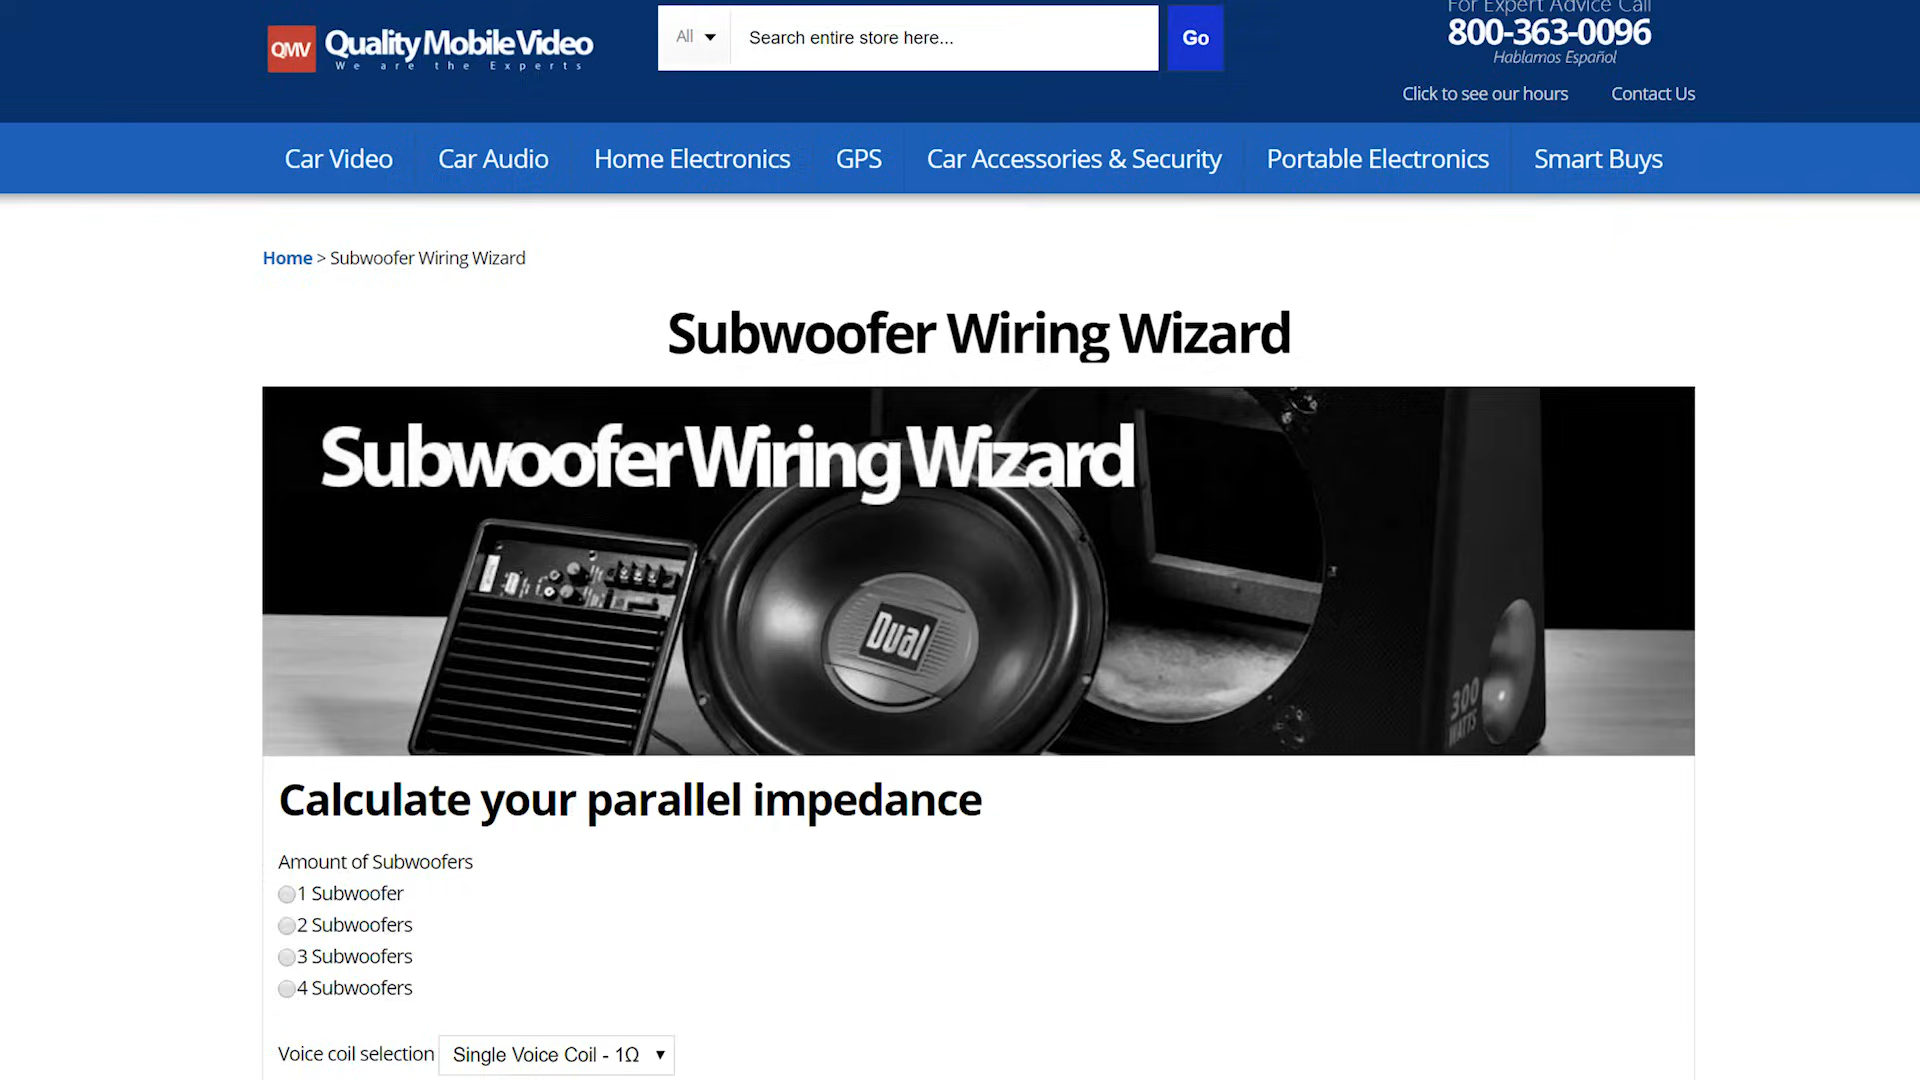 For Expert Advice Call
QMV Quality Mobile Video
We are the Experts
All Search entire store here... Go
800-363-0096
Hablamos Español
Click to see our hours Contact Us
Car Video Car Audio Home Electronics GPS Car Accessories & Security Portable Electronics Smart Buys
Home > Subwoofer Wiring Wizard
Subwoofer Wiring Wizard
Subwoofer Wiring Wizard
Dual
300
WATTS
Calculate your parallel impedance
Amount of Subwoofers
1 Subwoofer
2 Subwoofers
3 Subwoofers
4 Subwoofers
Voice coil selection Single Voice Coil - 1Ω